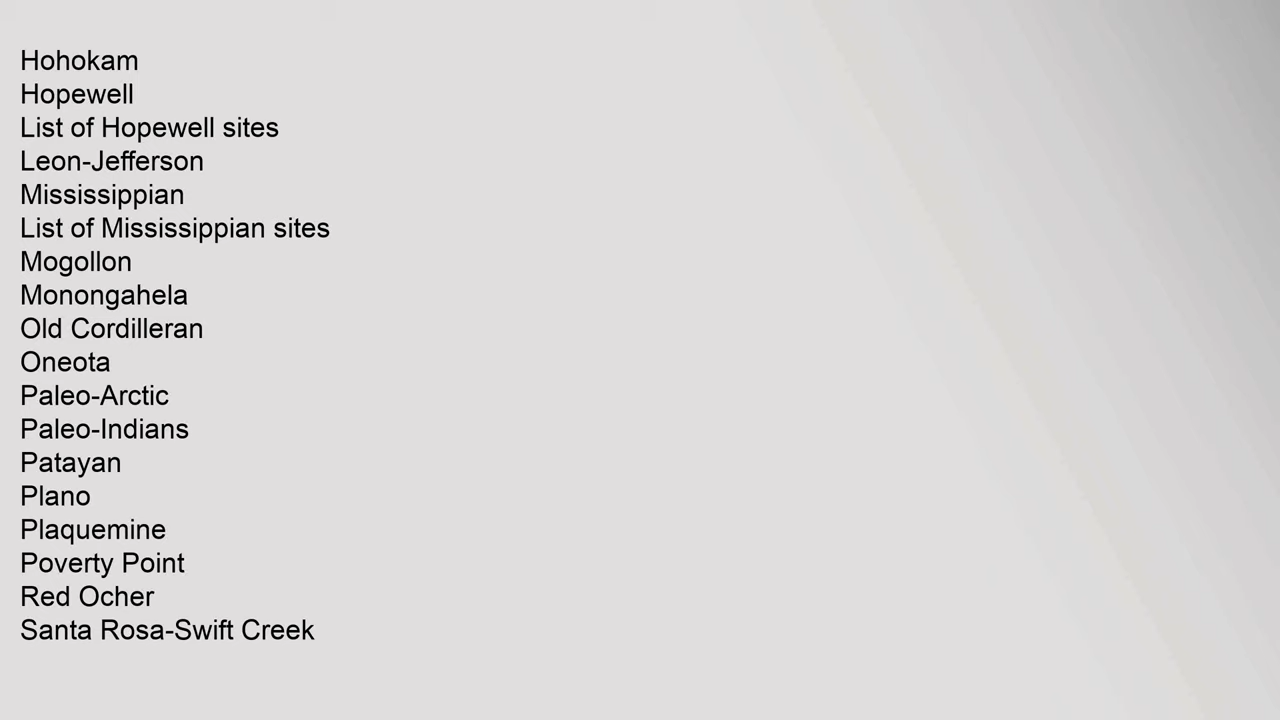 Hohokam
Hopewell
List of Hopewell sites
Leon-Jefferson
Mississippian
List of Mississippian sites
Mogollon
Monongahela
Old Cordilleran
Oneota
Paleo-Arctic
Paleo-Indians
Patayan
Plano
Plaquemine
Poverty Point
Red Ocher
Santa Rosa-Swift Creek